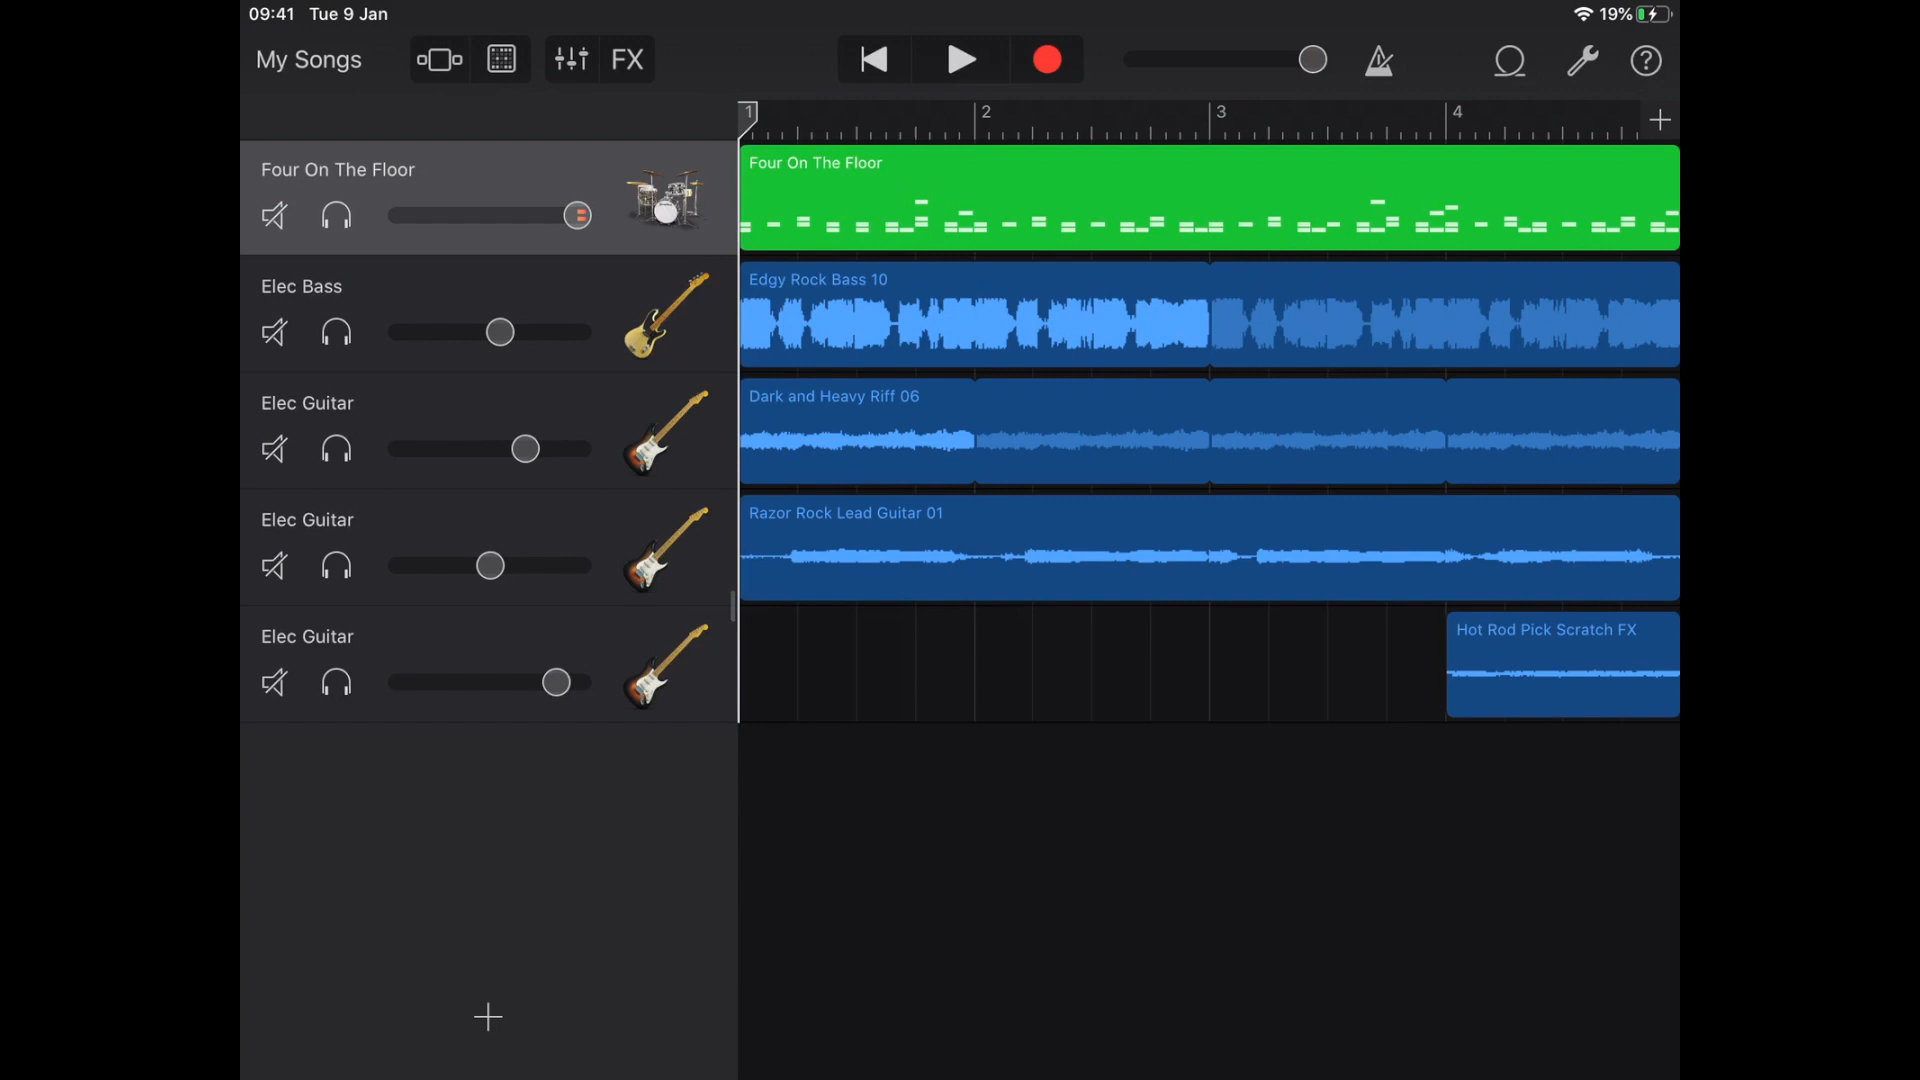 09:41 Tue 9 Jan
19%
My Songs
FX
1
2
3
4
Four On The Floor
Four On The Floor
Elec Bass
Edgy Rock Bass 10
Elec Guitar
Dark and Heavy Riff 06
Elec Guitar
Razor Rock Lead Guitar 01
Elec Guitar
Hot Rod Pick Scratch FX